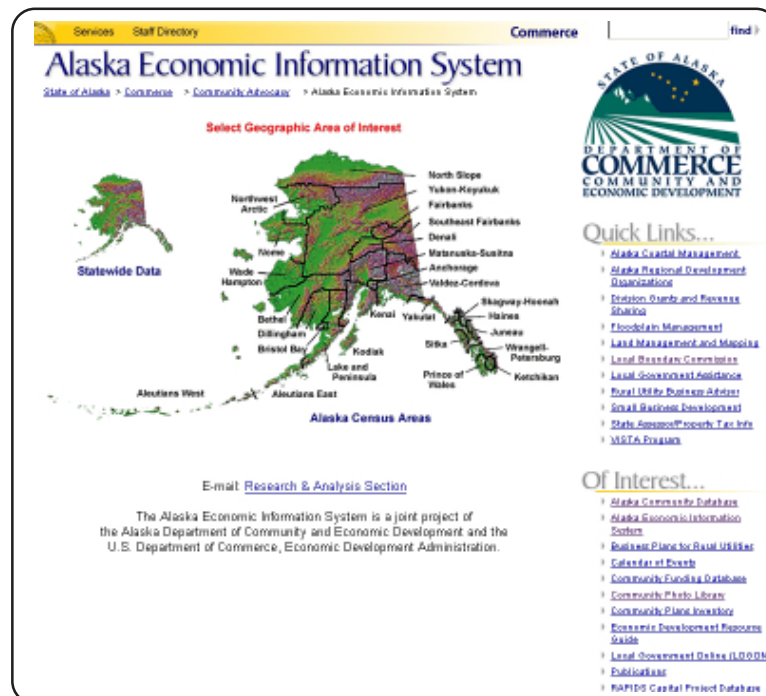 Services Staff Directory Commerce find
Alaska Economic Information System
State of Alaska > Commerce > Community Advocacy > Alaska Economic Information System
Select Geographic Area of Interest
Statewide Data
North Slope
Northwest
Arctic
Yukon-Koyukuk
Fairbanks
Southeast Fairbanks
Nome
Denali
Matanuska-Susitna
Wade
Hampton
Anchorage
Valdez-Cordova
Bethel
Kenai
Yakutat
Skagway-Hoonah
Haines
Dillingham
Juneau
Bristol Bay
Kodiak
Sitka
Wrangell-
Petersburg
Lake and
Peninsula
Prince of
Wales
Ketchikan
Aleutians West
Aleutians East
Alaska Census Areas
E-mail: Research & Analysis Section
The Alaska Economic Information System is a joint project of
the Alaska Department of Community and Economic Development and the
U.S. Department of Commerce, Economic Development Administration.
STATE OF ALASKA
DEPARTMENT OF
COMMERCE
COMMUNITY AND
ECONOMIC DEVELOPMENT
Quick Links...
Alaska Coastal Management
Alaska Regional Development
Organizations
Division Grants and Revenue
Sharing
Floodplain Management
Land Management and Mapping
Local Boundary Commission
Local Government Assistance
Rural Utility Business Advisor
Small Business Development
State Assessor/Property Tax Info
VISTA Program
Of Interest...
Alaska Community Database
Alaska Economic Information
System
Business Plans for Rural Utilities
Calendar of Events
Community Funding Database
Community Photo Library
Community Plans Inventory
Economic Development Resource
Guide
Local Government Online (LOGON
Publications
RAPIDS Capital Project Database